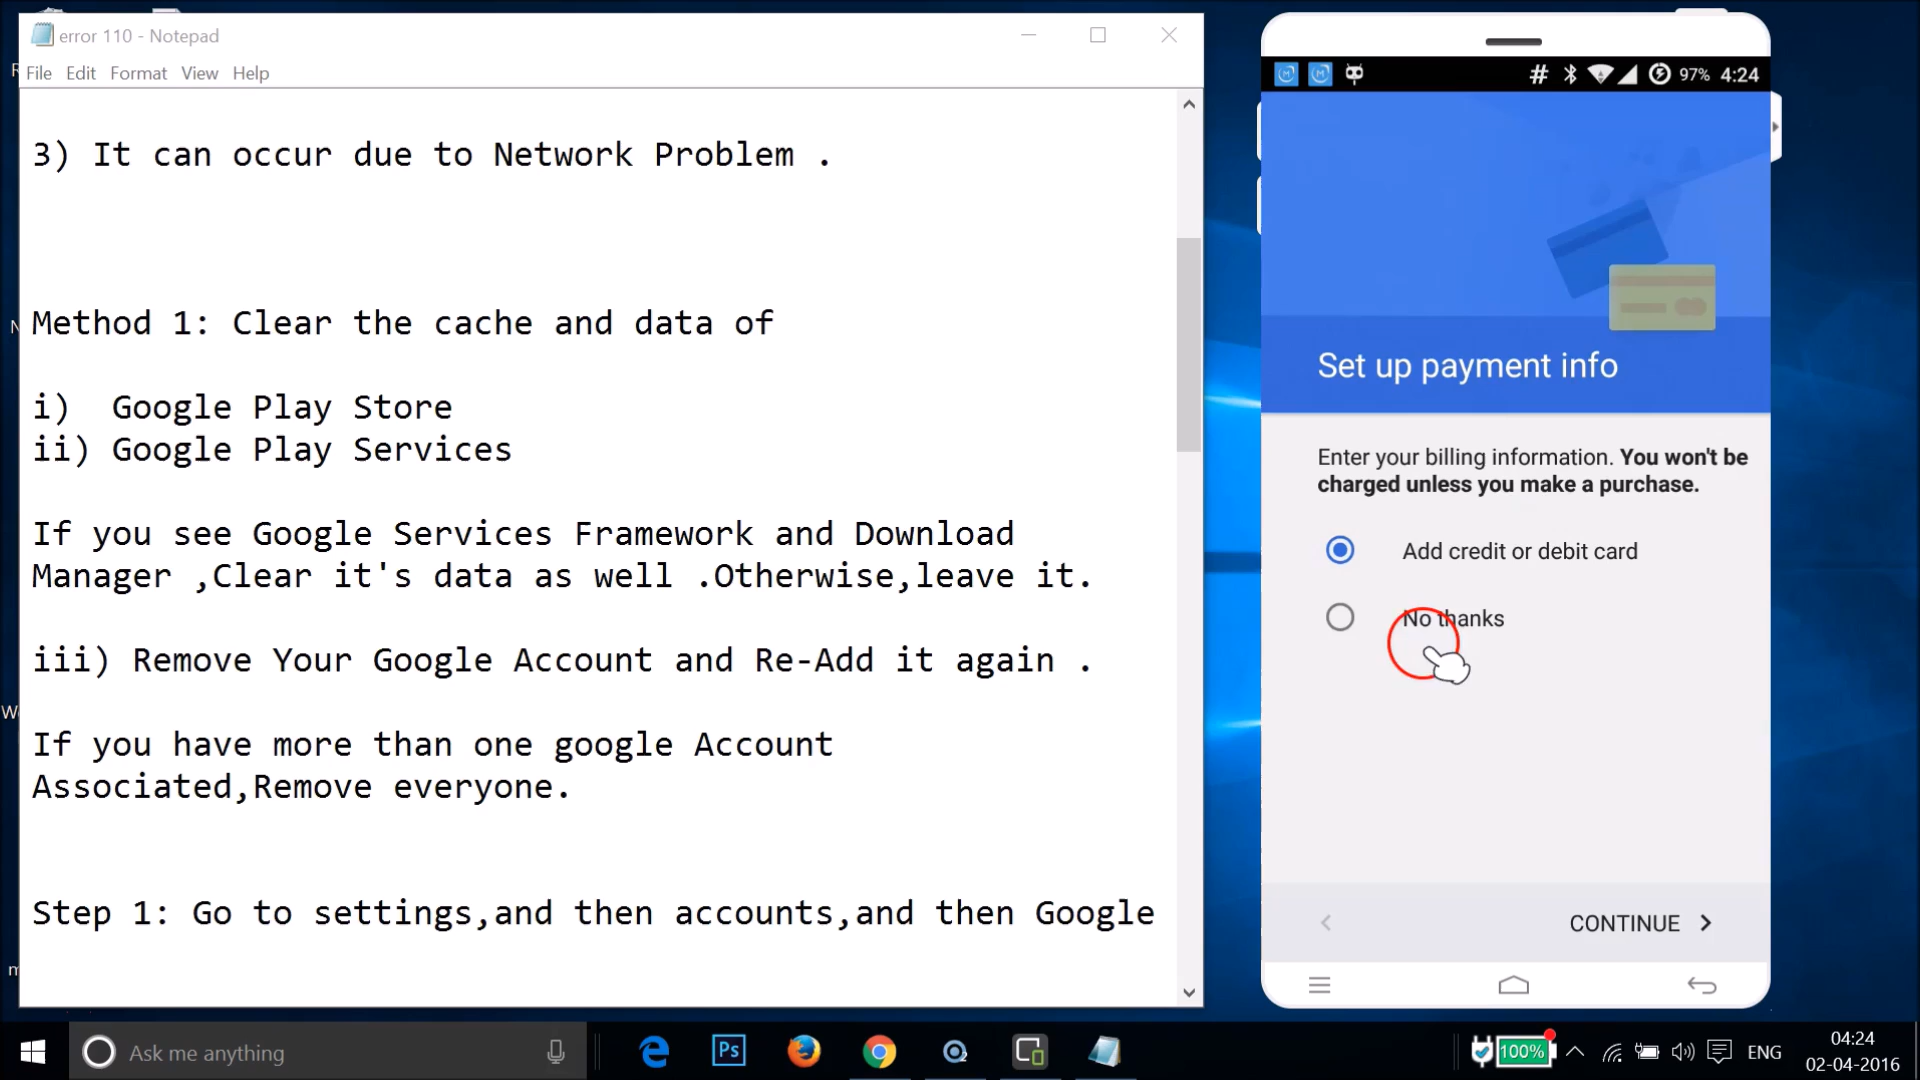 error 110 - Notepad
File Edit Format View Help
3) It can occur due to Network Problem .
Method 1: Clear the cache and data of
i)  Google Play Store
ii) Google Play Services
If you see Google Services Framework and Download
Manager ,Clear it's data as well .Otherwise,leave it.
iii) Remove Your Google Account and Re-Add it again .
If you have more than one google Account
Associated,Remove everyone.
Step 1: Go to settings,and then accounts,and then Google
97% 4:24
Set up payment info
Enter your billing information. You won't be
charged unless you make a purchase.
Add credit or debit card
No thanks
CONTINUE
Ask me anything
Ps
100%
ENG
04:24
02-04-2016